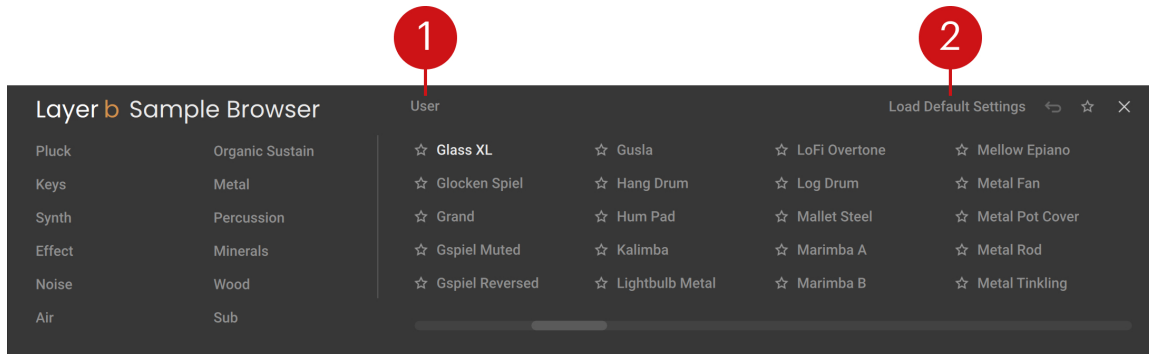 1
2
Layer b Sample Browser
User
Load Default Settings
Pluck
Organic Sustain
Keys
Metal
Synth
Percussion
Effect
Minerals
Noise
Wood
Air
Sub
Glass XL
Gusla
LoFi Overtone
Mellow Epiano
Glocken Spiel
Hang Drum
Log Drum
Metal Fan
Grand
Hum Pad
Mallet Steel
Metal Pot Cover
Gspiel Muted
Kalimba
Marimba A
Metal Rod
Gspiel Reversed
Lightbulb Metal
Marimba B
Metal Tinkling